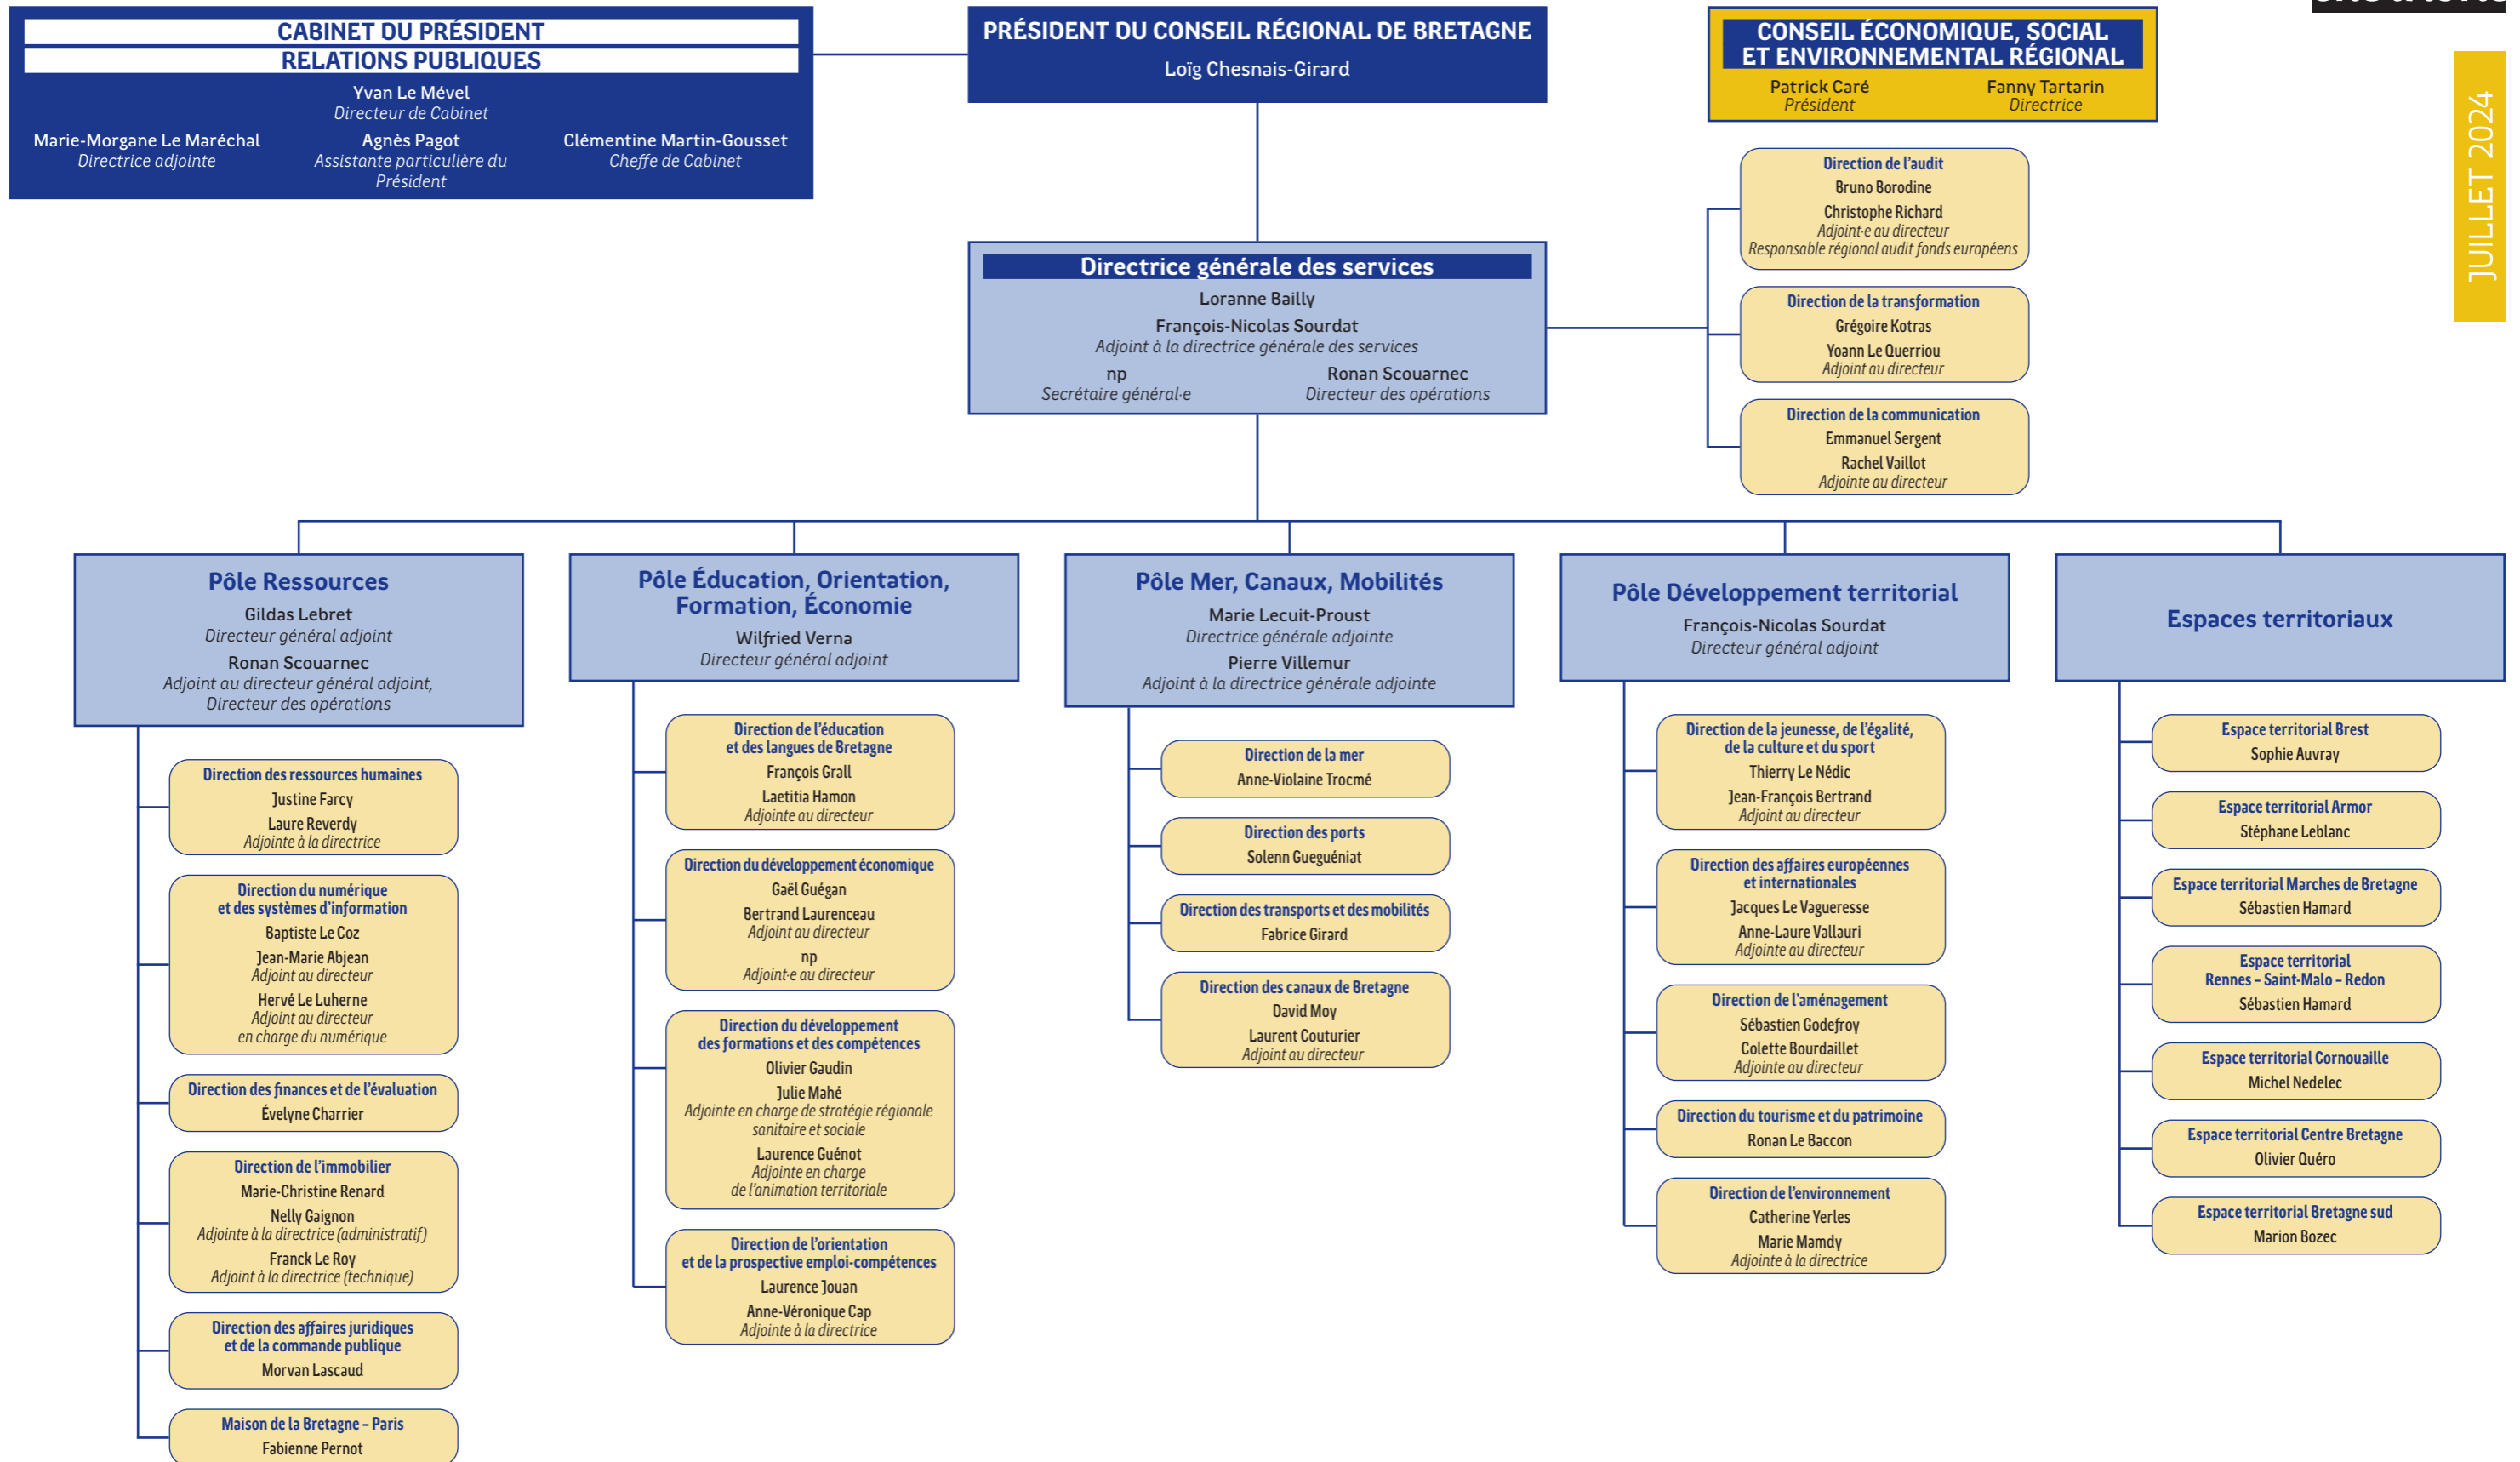 CABINET DU PRÉSIDENT
RELATIONS PUBLIQUES
Yvan Le Mével
Directeur de Cabinet
Marie-Morgane Le Maréchal
Directrice adjointe
Agnès Pagot
Assistante particulière du
Président
Clémentine Martin-Gousset
Cheffe de Cabinet
PRÉSIDENT DU CONSEIL RÉGIONAL DE BRETAGNE
Loïg Chesnais-Girard
CONSEIL ÉCONOMIQUE, SOCIAL
ET ENVIRONNEMENTAL RÉGIONAL
Patrick Caré
Président
Fanny Tartarin
Directrice
JUILLET 2024
Directrice générale des services
Loranne Bailly
François-Nicolas Sourdat
Adjoint à la directrice générale des services
np
Secrétaire général·e
Ronan Scouarnec
Directeur des opérations
Direction de l'audit
Bruno Borodine
Christophe Richard
Adjoint·e au directeur
Responsable régional audit fonds européens
Direction de la transformation
Grégoire Kotras
Yoann Le Querriou
Adjoint au directeur
Direction de la communication
Emmanuel Sergent
Rachel Vaillot
Adjointe au directeur
Pôle Ressources
Gildas Lebret
Directeur général adjoint
Ronan Scouarnec
Adjoint au directeur général adjoint,
Directeur des opérations
Direction des ressources humaines
Justine Farcy
Laure Reverdy
Adjointe à la directrice
Direction du numérique
et des systèmes d'information
Baptiste Le Coz
Jean-Marie Abjean
Adjoint au directeur
Hervé Le Luherne
Adjoint au directeur
en charge du numérique
Direction des finances et de l'évaluation
Évelyne Charrier
Direction de l'immobilier
Marie-Christine Renard
Nelly Gaignon
Adjointe à la directrice (administratif)
Franck Le Roy
Adjoint à la directrice (technique)
Direction des affaires juridiques
et de la commande publique
Morvan Lascaud
Maison de la Bretagne – Paris
Fabienne Pernot
Pôle Éducation, Orientation,
Formation, Économie
Wilfried Verna
Directeur général adjoint
Direction de l'éducation
et des langues de Bretagne
François Grall
Laetitia Hamon
Adjointe au directeur
Direction du développement économique
Gaël Guégan
Bertrand Laurenceau
Adjoint au directeur
np
Adjoint·e au directeur
Direction du développement
des formations et des compétences
Olivier Gaudin
Julie Mahé
Adjointe en charge de stratégie régionale
sanitaire et sociale
Laurence Guénot
Adjointe en charge
de l'animation territoriale
Direction de l'orientation
et de la prospective emploi-compétences
Laurence Jouan
Anne-Véronique Cap
Adjointe à la directrice
Pôle Mer, Canaux, Mobilités
Marie Lecuit-Proust
Directrice générale adjointe
Pierre Villemur
Adjoint à la directrice générale adjointe
Direction de la mer
Anne-Violaine Trocmé
Direction des ports
Solenn Gueguéniat
Direction des transports et des mobilités
Fabrice Girard
Direction des canaux de Bretagne
David Moy
Laurent Couturier
Adjoint au directeur
Pôle Développement territorial
François-Nicolas Sourdat
Directeur général adjoint
Direction de la jeunesse, de l'égalité,
de la culture et du sport
Thierry Le Nédic
Jean-François Bertrand
Adjoint au directeur
Direction des affaires européennes
et internationales
Jacques Le Vagueresse
Anne-Laure Vallauri
Adjointe au directeur
Direction de l'aménagement
Sébastien Godefroy
Colette Bourdaillet
Adjointe au directeur
Direction du tourisme et du patrimoine
Ronan Le Baccon
Direction de l'environnement
Catherine Yerles
Marie Mamdy
Adjointe à la directrice
Espaces territoriaux
Espace territorial Brest
Sophie Auvray
Espace territorial Armor
Stéphane Leblanc
Espace territorial Marches de Bretagne
Sébastien Hamard
Espace territorial
Rennes – Saint-Malo – Redon
Sébastien Hamard
Espace territorial Cornouaille
Michel Nedelec
Espace territorial Centre Bretagne
Olivier Quéro
Espace territorial Bretagne sud
Marion Bozec